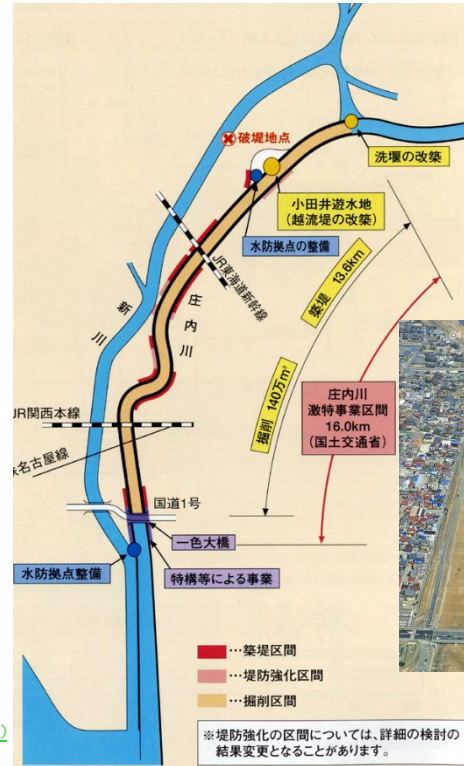 破堤地点
洗堰の改築
小田井遊水地
(越流堤の改築)
水防拠点の整備
JR東海道新幹線
庄内川
新川
築堤 13.6km
掘削 140万m³
庄内川
激特事業区間
16.0km
(国土交通省)
JR関西本線
名古屋線
国道1号
一色大橋
水防拠点整備
特構等による事業
…築堤区間
…堤防強化区間
…掘削区間
※堤防強化の区間については、詳細の検討の
結果変更となることがあります。
)